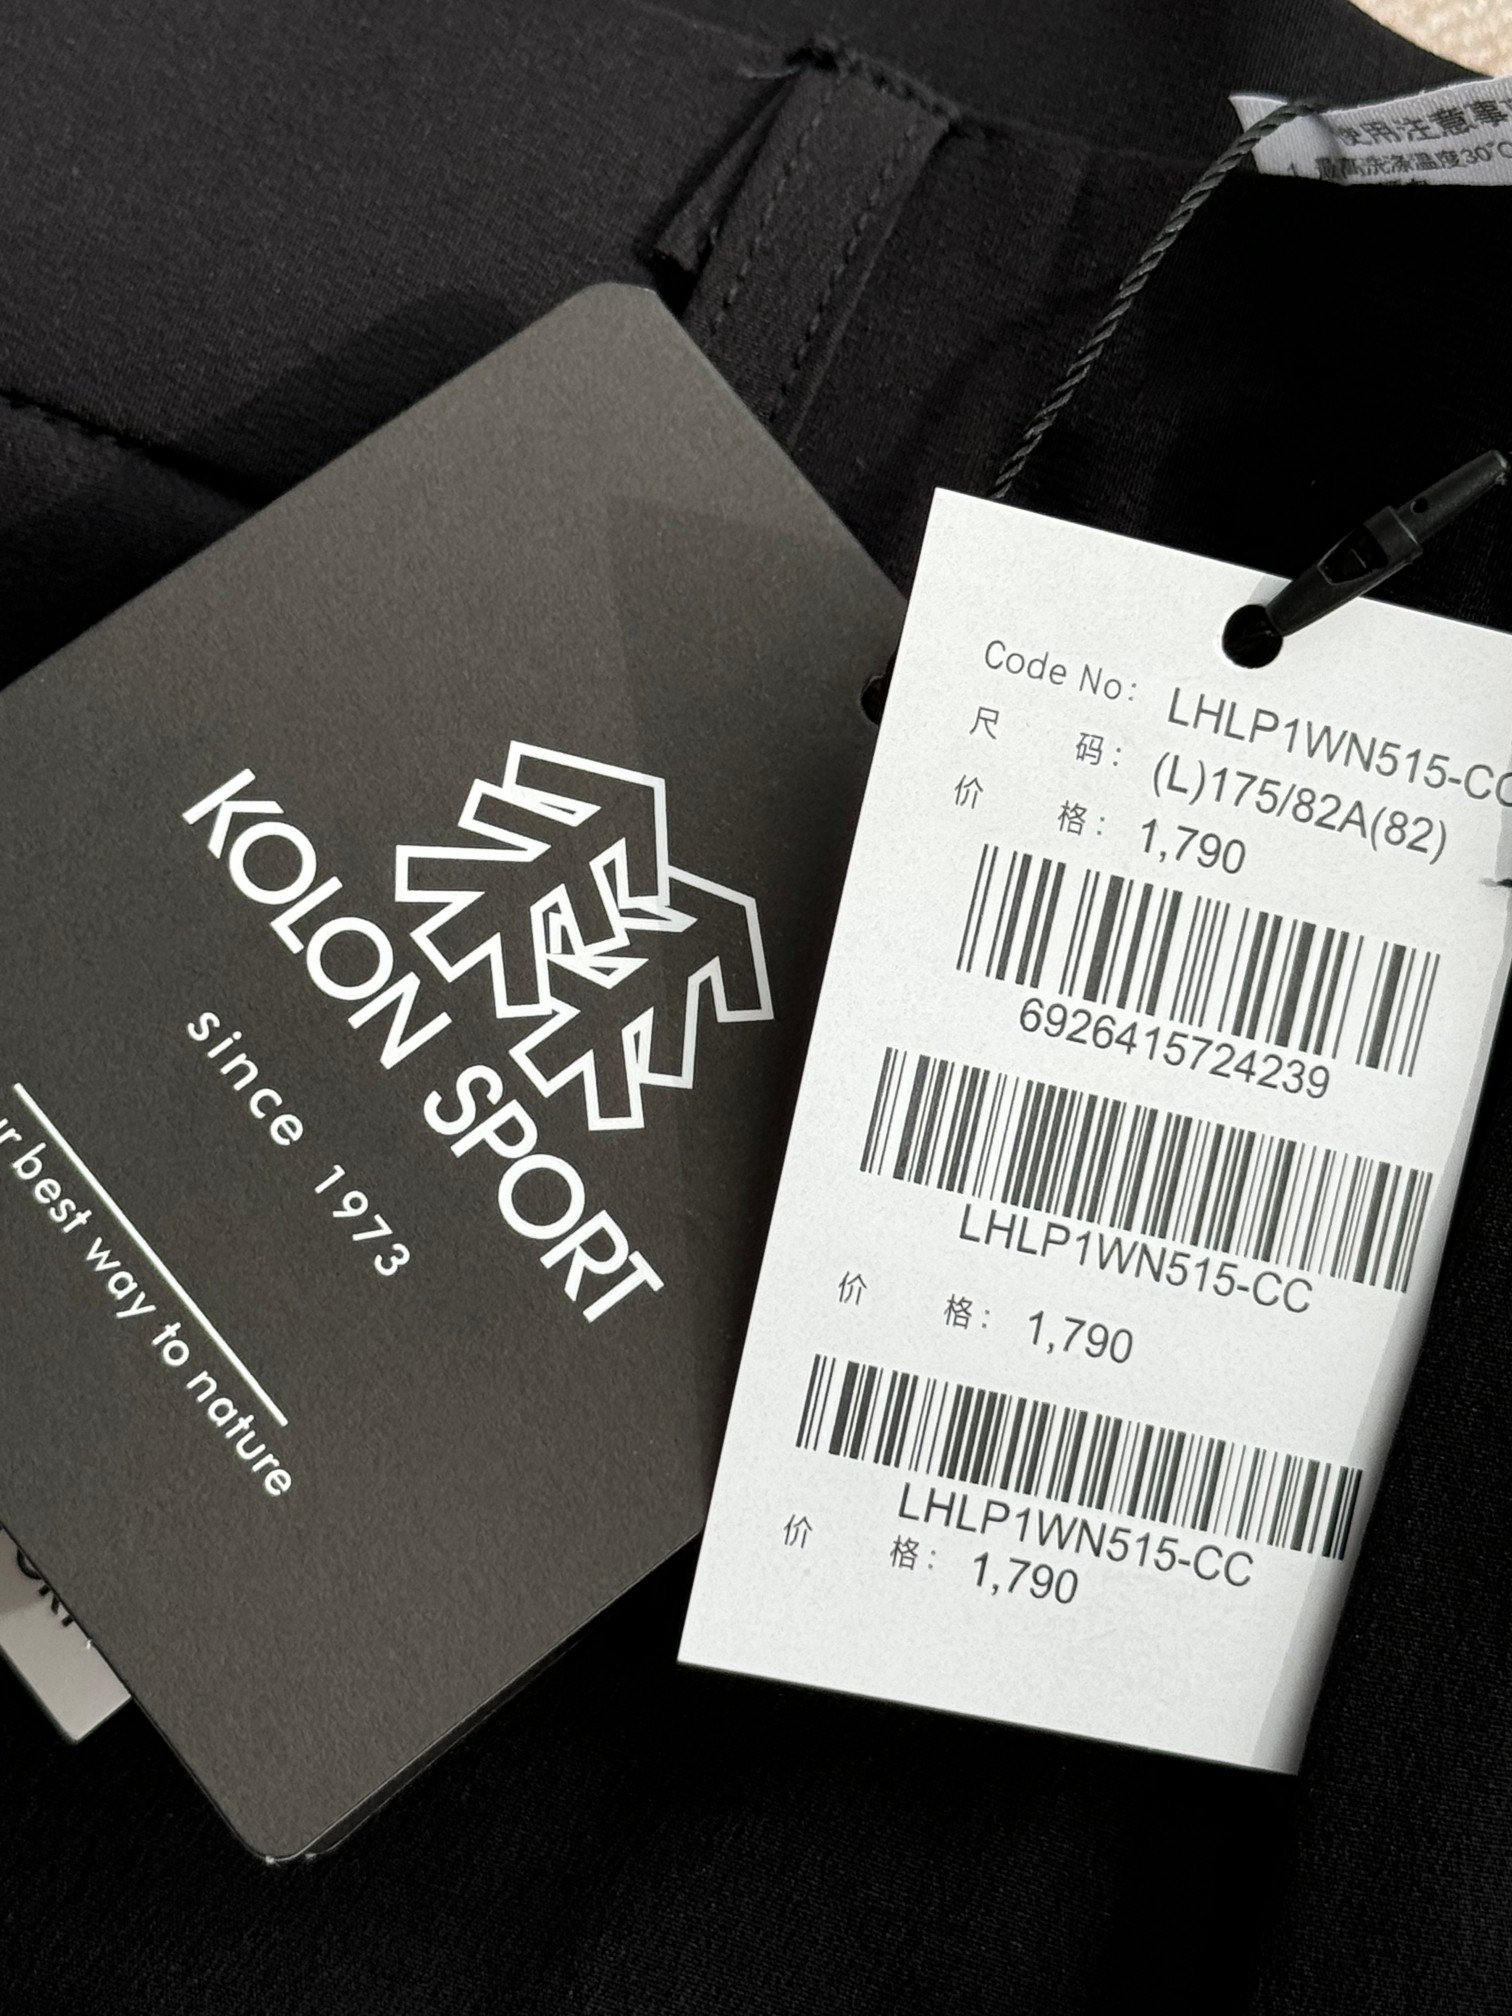 使用注意事
1. 最高洗涤温度30℃
KOLON SPORT
since 1973
best way to nature
Code No: LHLP1WN515-CC
尺 码: (L)175/82A(82)
价 格: 1,790
6926415724239
LHLP1WN515-CC
价 格: 1,790
LHLP1WN515-CC
价 格: 1,790